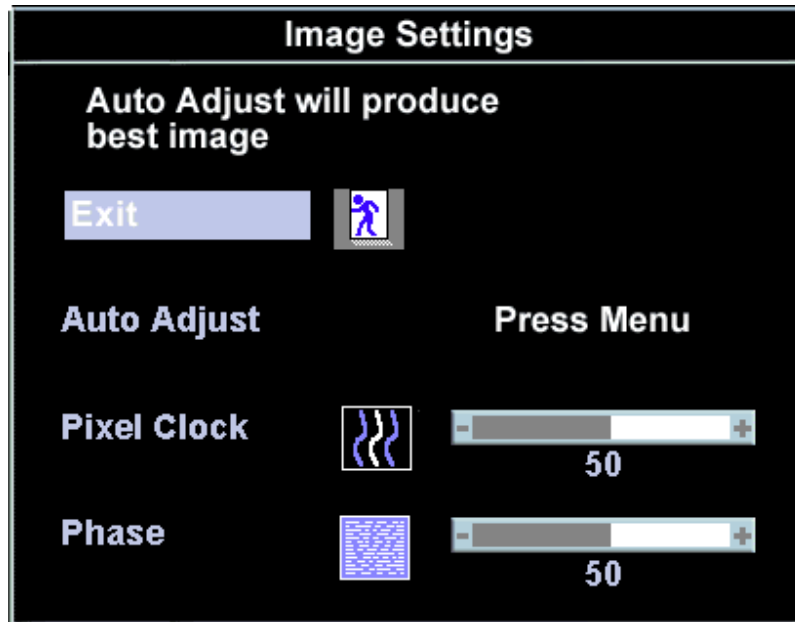 Image Settings
Auto Adjust will produce
best image
Exit
Auto Adjust Press Menu
Pixel Clock - +
50
Phase - +
50